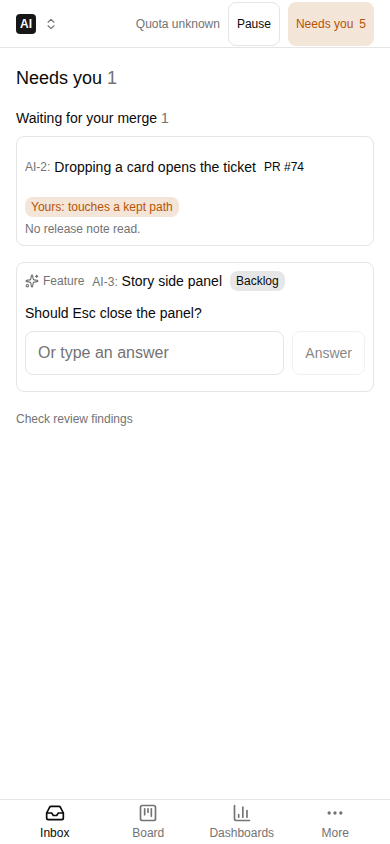 AI Quota unknown Pause Needs you 5
Needs you 1
Waiting for your merge 1
AI-2: Dropping a card opens the ticket PR #74
Yours: touches a kept path
No release note read.
Feature AI-3: Story side panel Backlog
Should Esc close the panel?
Or type an answer Answer
Check review findings
Inbox Board Dashboards More